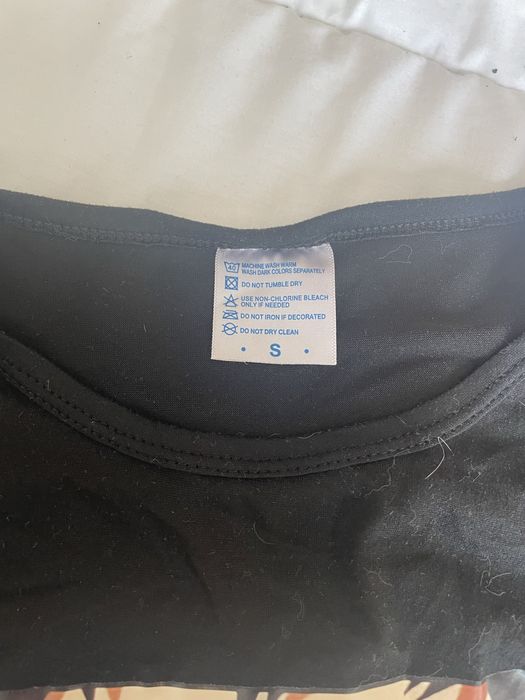 40 MACHINE WASH WARM
WASH DARK COLORS SEPARATELY
DO NOT TUMBLE DRY
USE NON-CHLORINE BLEACH
ONLY IF NEEDED
DO NOT IRON IF DECORATED
DO NOT DRY CLEAN
• S •